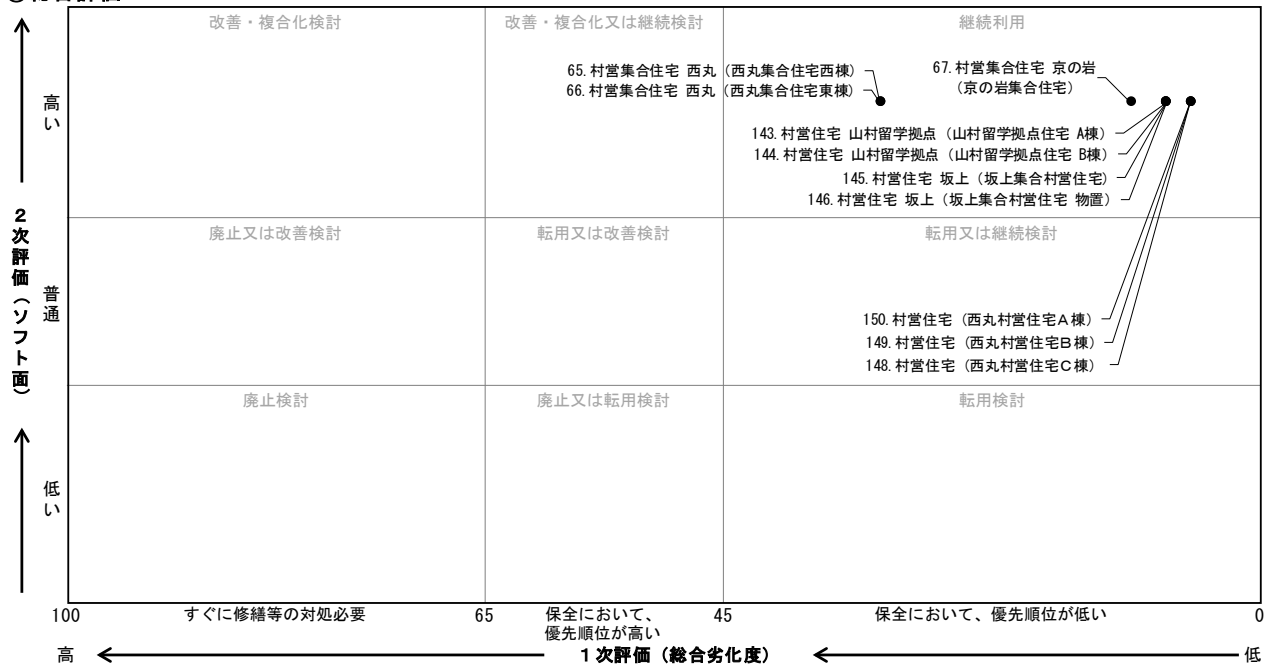 改善・複合化検討
改善・複合化又は継続検討
継続利用
65.村営集合住宅 西丸（西丸集合住宅西棟）
66.村営集合住宅 西丸（西丸集合住宅東棟）
67.村営集合住宅 京の岩
（京の岩集合住宅）
143.村営住宅 山村留学拠点（山村留学拠点住宅 A棟）
144.村営住宅 山村留学拠点（山村留学拠点住宅 B棟）
145.村営住宅 坂上（坂上集合村営住宅）
146.村営住宅 坂上（坂上集合村営住宅 物置）
高い
廃止又は改善検討
転用又は改善検討
転用又は継続検討
２次評価（ソフト面）
普通
150.村営住宅（西丸村営住宅Ａ棟）
149.村営住宅（西丸村営住宅Ｂ棟）
148.村営住宅（西丸村営住宅Ｃ棟）
廃止検討
廃止又は転用検討
転用検討
低い
100
すぐに修繕等の対処必要
65
保全において、
優先順位が高い
45
保全において、優先順位が低い
0
高
１次評価（総合劣化度）
低